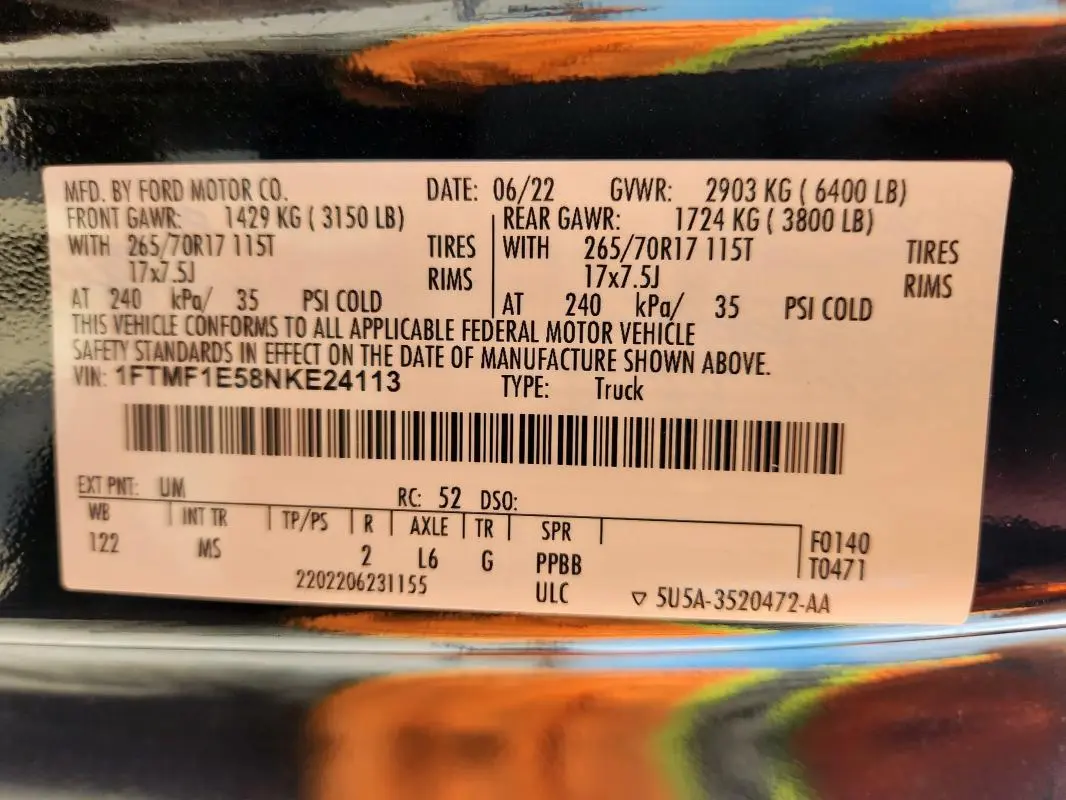 MFD. BY FORD MOTOR CO. DATE: 06/22 GVWR: 2903 KG ( 6400 LB)
FRONT GAWR: 1429 KG ( 3150 LB) REAR GAWR: 1724 KG ( 3800 LB)
WITH 265/70R17 115T TIRES WITH 265/70R17 115T TIRES
17x7.5J RIMS 17x7.5J RIMS
AT 240 kPa/ 35 PSI COLD AT 240 kPa/ 35 PSI COLD
THIS VEHICLE CONFORMS TO ALL APPLICABLE FEDERAL MOTOR VEHICLE
SAFETY STANDARDS IN EFFECT ON THE DATE OF MANUFACTURE SHOWN ABOVE.
VIN: 1FTMF1E58NKE24113 TYPE: Truck
EXT PNT: UM RC: 52 DSO:
WB INT TR TP/PS R AXLE TR SPR F0140
122 MS 2 L6 G PPBB T0471
2202206231155 ULC ▽ 5U5A-3520472-AA